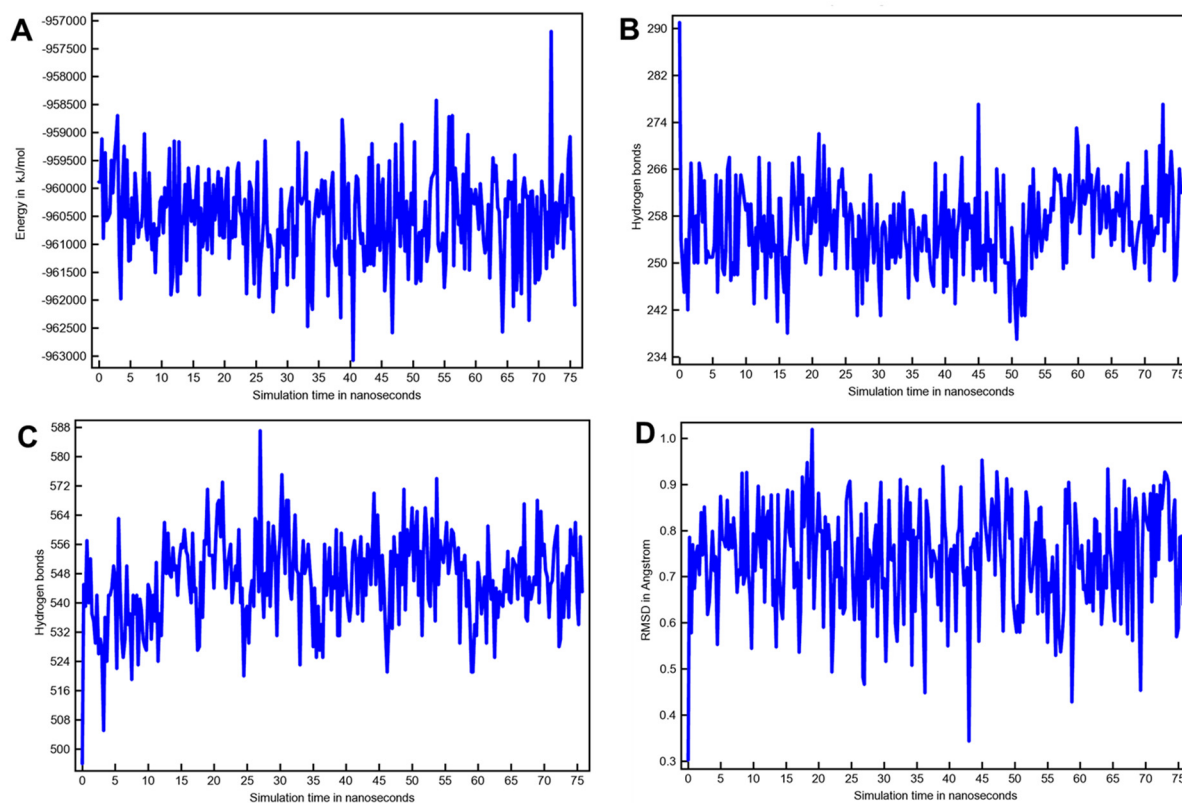 A
Energy in kJ/mol
-957000
-957500
-958000
-958500
-959000
-959500
-960000
-960500
-961000
-961500
-962000
-962500
-963000
0 5 10 15 20 25 30 35 40 45 50 55 60 65 70 75
Simulation time in nanoseconds
B
Hydrogen bonds
290
282
274
266
258
250
242
234
0 5 10 15 20 25 30 35 40 45 50 55 60 65 70 75
Simulation time in nanoseconds
C
Hydrogen bonds
588
580
572
564
556
548
540
532
524
516
508
500
0 5 10 15 20 25 30 35 40 45 50 55 60 65 70 75
Simulation time in nanoseconds
D
RMSD in Angstrom
1.0
0.9
0.8
0.7
0.6
0.5
0.4
0.3
0 5 10 15 20 25 30 35 40 45 50 55 60 65 70 75
Simulation time in nanoseconds